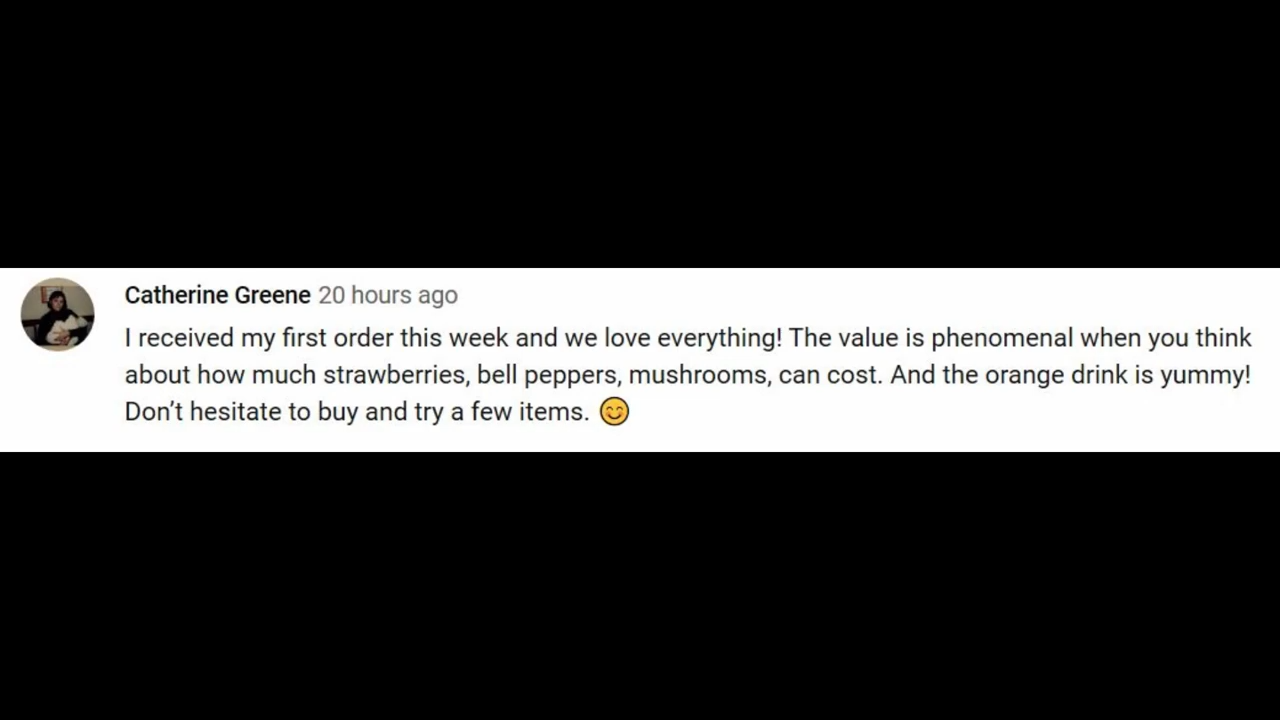 Catherine Greene 20 hours ago
I received my first order this week and we love everything! The value is phenomenal when you think
about how much strawberries, bell peppers, mushrooms, can cost. And the orange drink is yummy!
Don’t hesitate to buy and try a few items. 😊